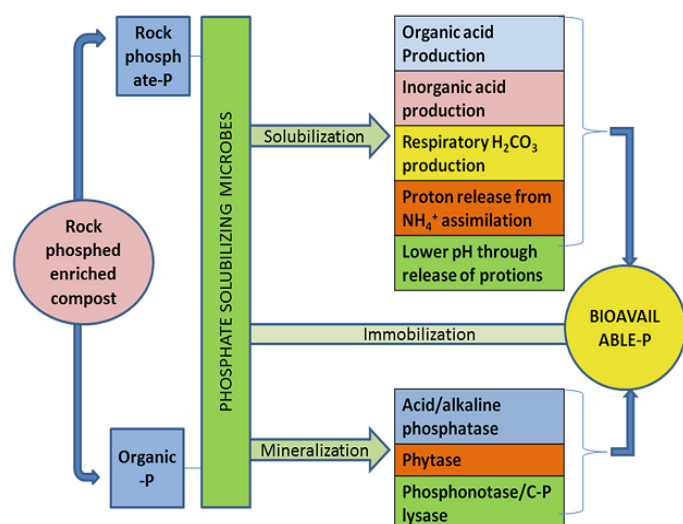 Rock
phosph
ate-P
Rock
phosphed
enriched
compost
Organic
-P
PHOSPHATE SOLUBILIZING MICROBES
Solubilization
Organic acid
Production
Inorganic acid
production
Respiratory H₂CO₃
production
Proton release from
NH₄⁺ assimilation
Lower pH through
release of protions
Immobilization
BIOAVAIL
ABLE-P
Mineralization
Acid/alkaline
phosphatase
Phytase
Phosphonotase/C-P
lysase